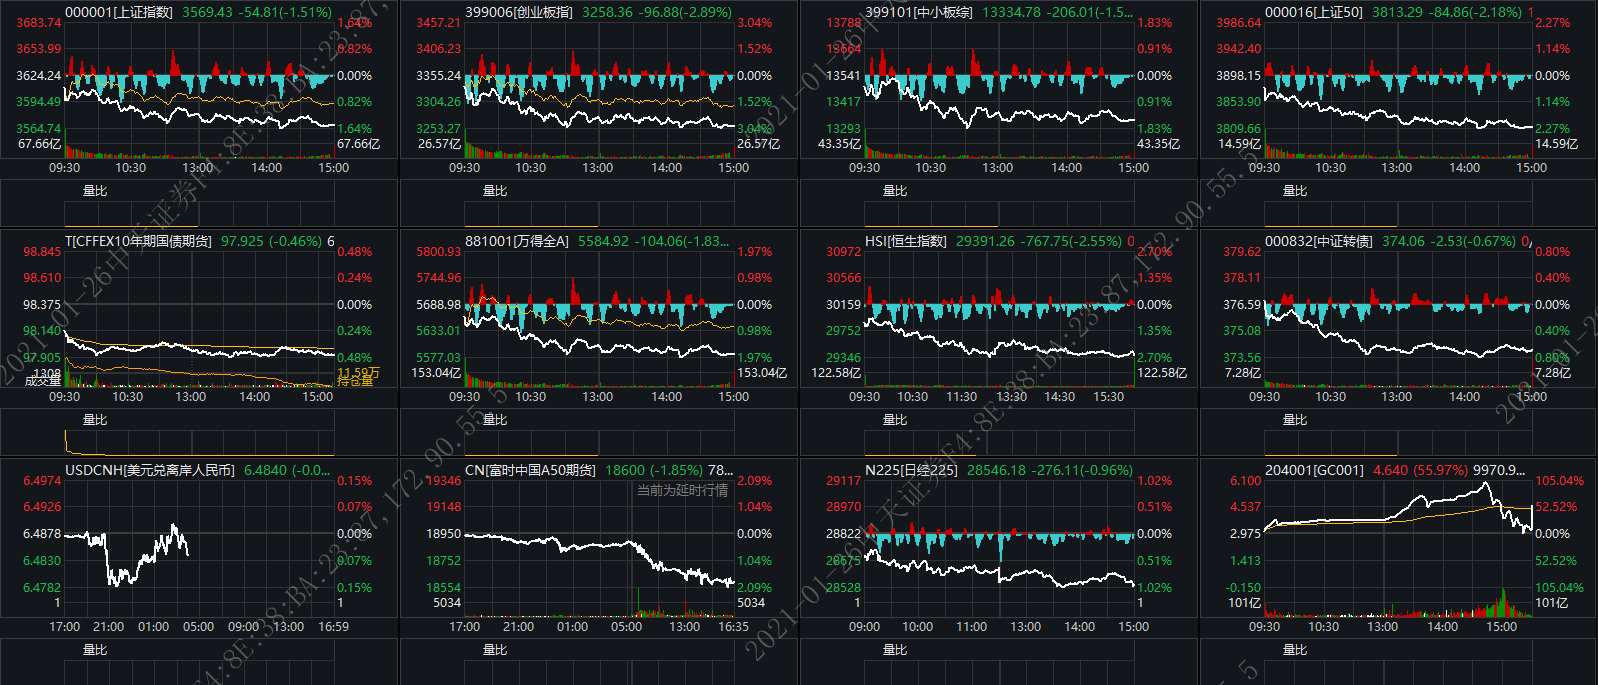 000001[上证指数] 3569.43 -54.81(-1.51%)
3683.74 1.64%
3653.99 0.82%
3624.24 0.00%
3594.49 0.82%
3564.74 1.64%
67.66亿 67.66亿
09:30 10:30 13:00 14:00 15:00
量比
399006[创业板指] 3258.36 -96.88(-2.89%)
3457.21 3.04%
3406.23 1.52%
3355.24 0.00%
3304.26 1.52%
3253.27 3.04%
26.57亿 26.57亿
09:30 10:30 13:00 14:00 15:00
量比
399101[中小板综] 13334.78 -206.01(-1.5...
13788 1.83%
13664 0.91%
13541 0.00%
13417 0.91%
13293 1.83%
43.35亿 43.35亿
09:30 10:30 13:00 14:00 15:00
量比
000016[上证50] 3813.29 -84.86(-2.18%) 1
3986.64 2.27%
3942.40 1.14%
3898.15 0.00%
3853.90 1.14%
3809.66 2.27%
14.59亿 14.59亿
09:30 10:30 13:00 14:00 15:00
量比
T[CFFEX10年期国债期货] 97.925 (-0.46%) 6
98.845 0.48%
98.610 0.24%
98.375 0.00%
98.140 0.24%
97.905 0.48%
1308 11.59万
成交量 持仓量
09:30 10:30 13:00 14:00 15:00
量比
881001[万得全A] 5584.92 -104.06(-1.83...
5800.93 1.97%
5744.96 0.98%
5688.98 0.00%
5633.01 0.98%
5577.03 1.97%
153.04亿 153.04亿
09:30 10:30 13:00 14:00 15:00
量比
HSI[恒生指数] 29391.26 -767.75(-2.55%) 0
30972 2.70%
30566 1.35%
30159 0.00%
29752 1.35%
29346 2.70%
122.58亿 122.58亿
09:30 10:30 11:30 13:30 14:30 15:30
量比
000832[中证转债] 374.06 -2.53(-0.67%) 0
379.62 0.80%
378.11 0.40%
376.59 0.00%
375.08 0.40%
373.56 0.80%
7.28亿 7.28亿
09:30 10:30 13:00 14:00 15:00
量比
USDCNH[美元兑离岸人民币] 6.4840 (-0.0...
6.4974 0.15%
6.4926 0.07%
6.4878 0.00%
6.4830 0.07%
6.4782 0.15%
1 1
17:00 21:00 01:00 05:00 09:00 13:00 16:59
量比
CN[富时中国A50期货] 18600 (-1.85%) 78...
当前为延时行情
19346 2.09%
19148 1.04%
18950 0.00%
18752 1.04%
18554 2.09%
5034 5034
17:00 21:00 01:00 05:00 13:00 16:35
量比
N225[日经225] 28546.18 -276.11(-0.96%)
29117 1.02%
28970 0.51%
28822 0.00%
28675 0.51%
28528 1.02%
1 1
09:00 10:00 11:00 13:00 14:00 15:00
量比
204001[GC001] 4.640 (55.97%) 9970.9...
6.100 105.04%
4.537 52.52%
2.975 0.00%
1.413 52.52%
-0.150 105.04%
101亿 101亿
09:30 10:30 13:00 14:00 15:00
量比